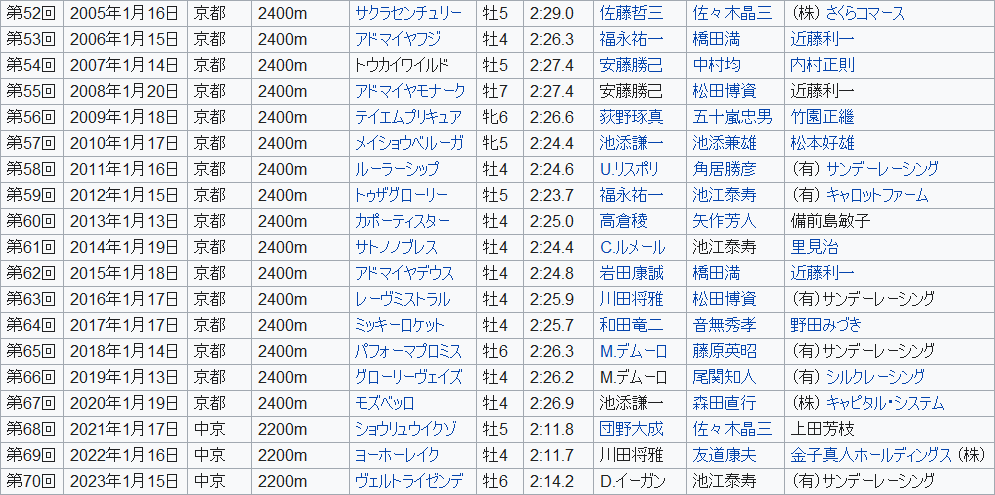 第52回 2005年1月16日 京都 2400m サクラセンチュリー 牡5 2:29.0 佐藤哲三 佐々木晶三 (株) さくらコマース
第53回 2006年1月15日 京都 2400m アドマイヤフジ 牡4 2:26.3 福永祐一 橋田満 近藤利一
第54回 2007年1月14日 京都 2400m トウカイワイルド 牡5 2:27.4 安藤勝己 中村均 内村正則
第55回 2008年1月20日 京都 2400m アドマイヤモナーク 牡7 2:27.4 安藤勝己 松田博資 近藤利一
第56回 2009年1月18日 京都 2400m テイエムプリキュア 牝6 2:26.6 荻野琢真 五十嵐忠男 竹園正繼
第57回 2010年1月17日 京都 2400m メイショウベルーガ 牝5 2:24.4 池添謙一 池添兼雄 松本好雄
第58回 2011年1月16日 京都 2400m ルーラーシップ 牡4 2:24.6 U.リスポリ 角居勝彦 (有) サンデーレーシング
第59回 2012年1月15日 京都 2400m トゥザグローリー 牡5 2:23.7 福永祐一 池江泰寿 (有) キャロットファーム
第60回 2013年1月13日 京都 2400m カポーティスター 牡4 2:25.0 高倉稜 矢作芳人 備前島敏子
第61回 2014年1月19日 京都 2400m サトノノブレス 牡4 2:24.4 C.ルメール 池江泰寿 里見治
第62回 2015年1月18日 京都 2400m アドマイヤデウス 牡4 2:24.8 岩田康誠 橋田満 近藤利一
第63回 2016年1月17日 京都 2400m レーヴミストラル 牡4 2:25.9 川田将雅 松田博資 (有)サンデーレーシング
第64回 2017年1月17日 京都 2400m ミッキーロケット 牡4 2:25.7 和田竜二 音無秀孝 野田みづき
第65回 2018年1月14日 京都 2400m パフォーマプロミス 牡6 2:26.3 M.デムーロ 藤原英昭 (有)サンデーレーシング
第66回 2019年1月13日 京都 2400m グローリーヴェイズ 牡4 2:26.2 M.デムーロ 尾関知人 (有) シルクレーシング
第67回 2020年1月19日 京都 2400m モズベッロ 牡4 2:26.9 池添謙一 森田直行 (株) キャピタル・システム
第68回 2021年1月17日 中京 2200m ショウリュウイクゾ 牡5 2:11.8 団野大成 佐々木晶三 上田芳枝
第69回 2022年1月16日 中京 2200m ヨーホーレイク 牡4 2:11.7 川田将雅 友道康夫 金子真人ホールディングス (株)
第70回 2023年1月15日 中京 2200m ヴェルトライゼンデ 牡6 2:14.2 D.イーガン 池江泰寿 (有)サンデーレーシング